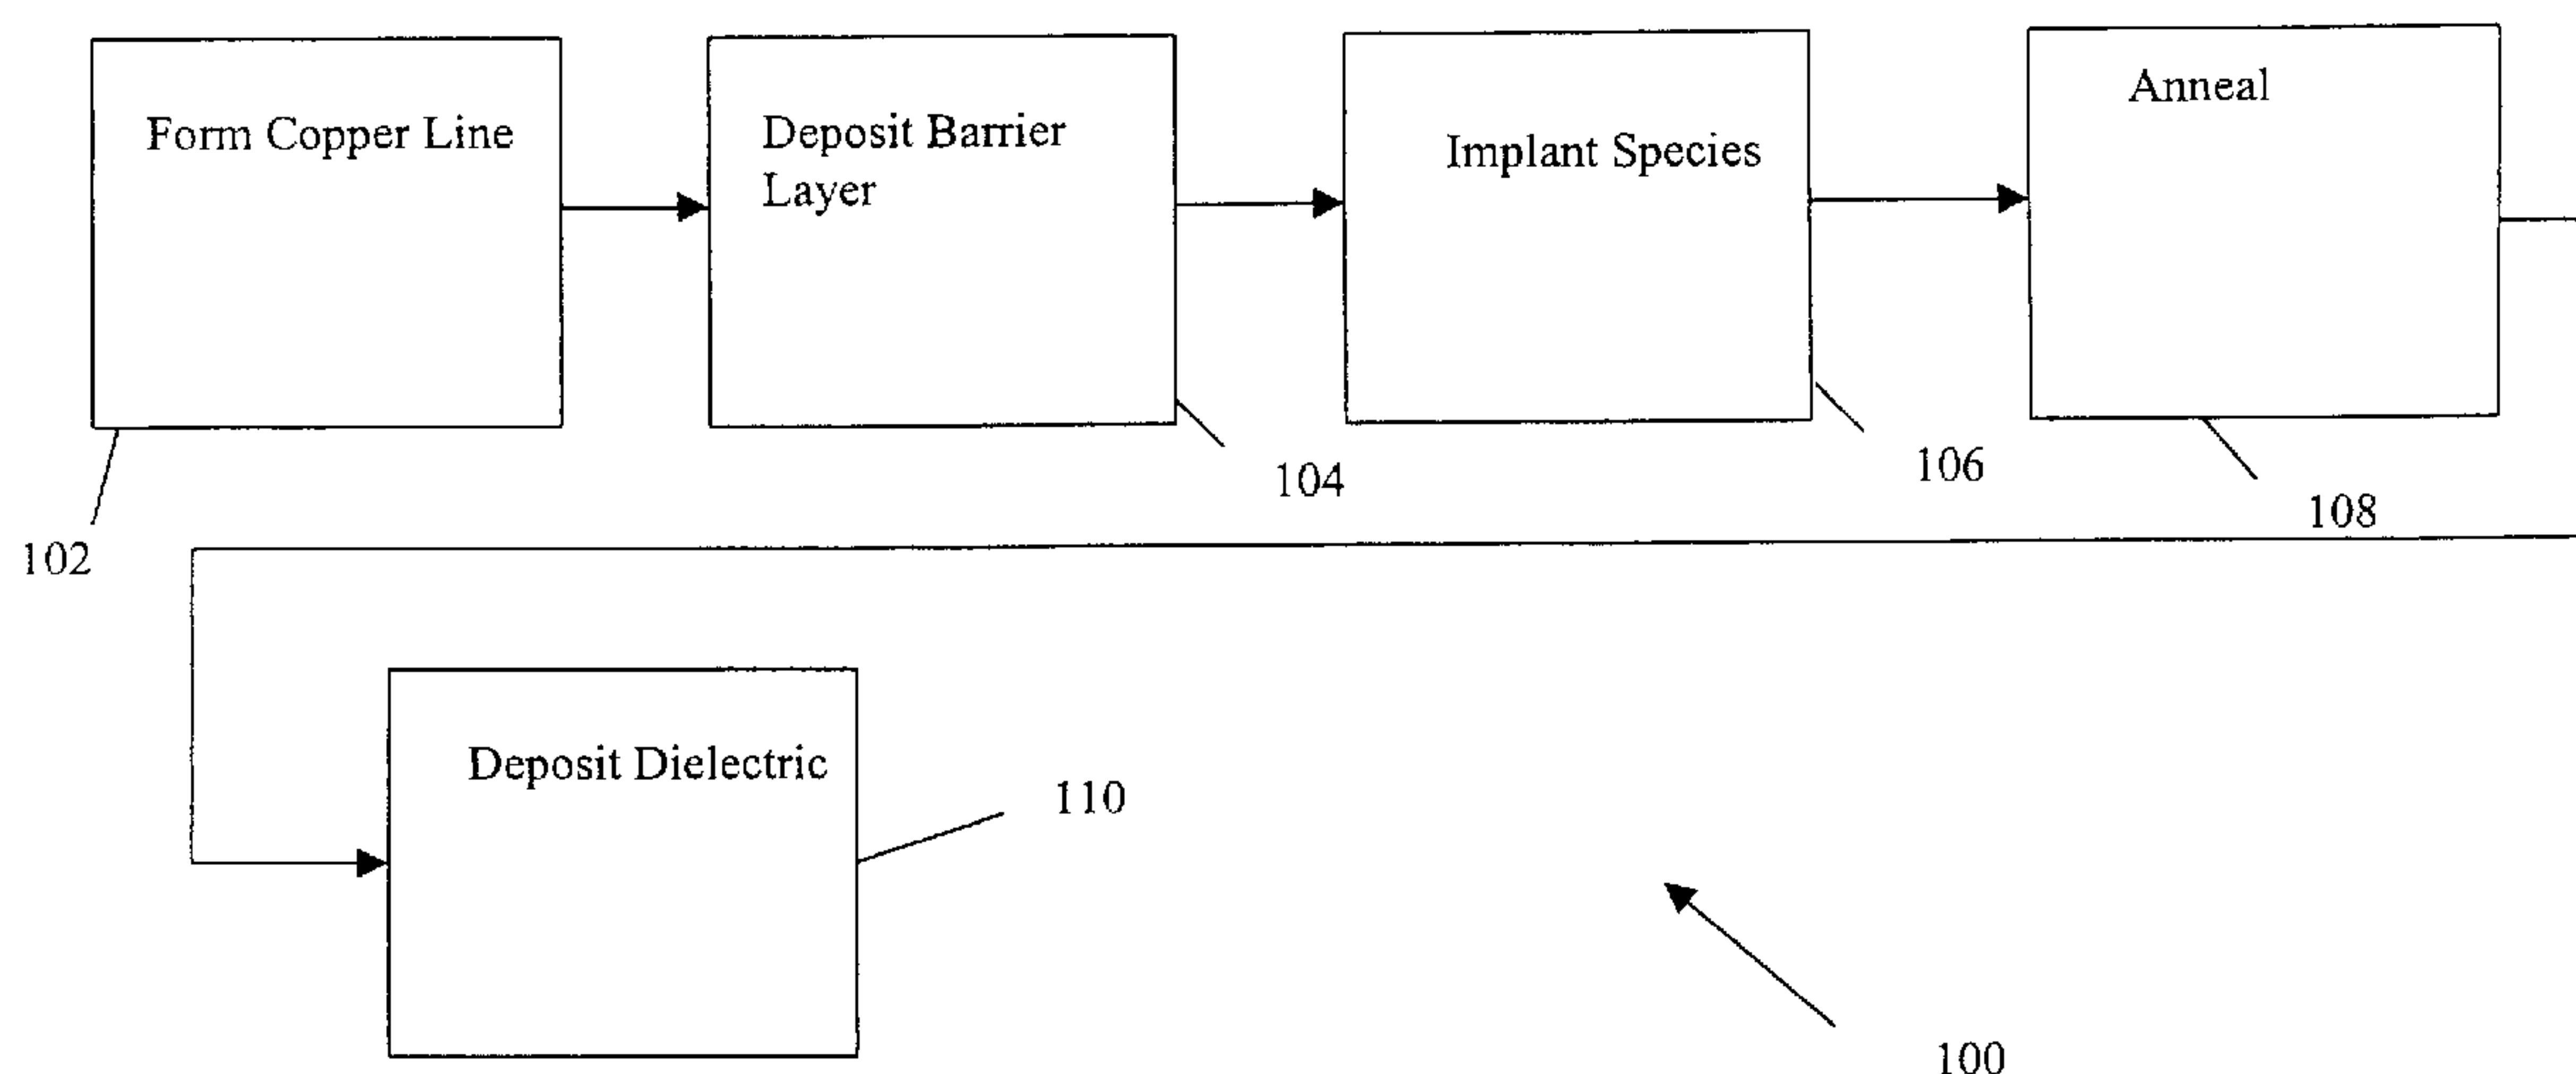 Form Copper Line
Deposit Barrier
Layer
Implant Species
Anneal
102
104
106
108
Deposit Dielectric
110
100